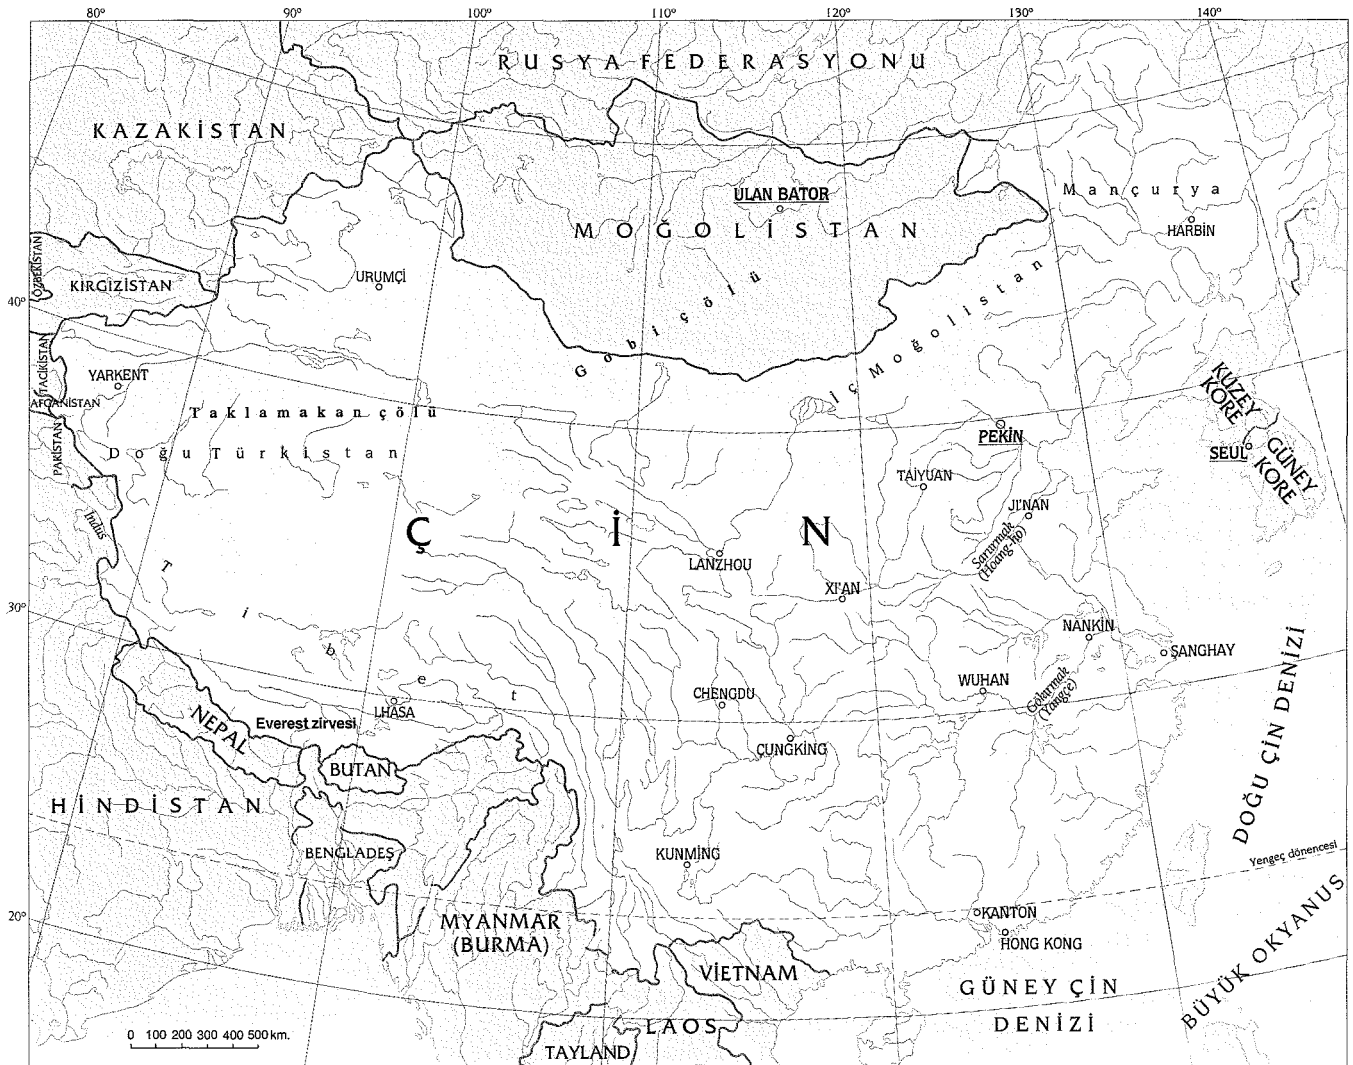 80°
90°
100°
110°
120°
130°
140°
RUSYA FEDERASYONU
KAZAKİSTAN
ULAN BATOR
MOĞOLİSTAN
Mançurya
HARBİN
ÖZBEKİSTAN
KIRGIZİSTAN
URUMÇİ
Gobi çölü
İç Moğolistan
40°
TACİKİSTAN
YARKENT
AFGANİSTAN
PAKİSTAN
Taklamakan çölü
Doğu Türkistan
KUZEY
KORE
PEKİN
SEUL
GÜNEY
KORE
TAİYUAN
İndüs
ÇİN
Jİ'NAN
Sarıırmak
(Hoang-ho)
LANZHOU
Xİ'AN
Tibet
30°
NANKİN
ŞANGHAY
WUHAN
Gökırmak
(Yangçe)
CHENGDU
LHASA
NEPAL
Everest zirvesi
ÇUNGKİNG
BUTAN
DOĞU ÇİN DENİZİ
HİNDİSTAN
BENGLADEŞ
KUNMİNG
Yengeç dönencesi
20°
MYANMAR
(BURMA)
KANTON
HONG KONG
VİETNAM
GÜNEY ÇİN
DENİZİ
BÜYÜK OKYANUS
LAOS
TAYLAND
0 100 200 300 400 500 km.